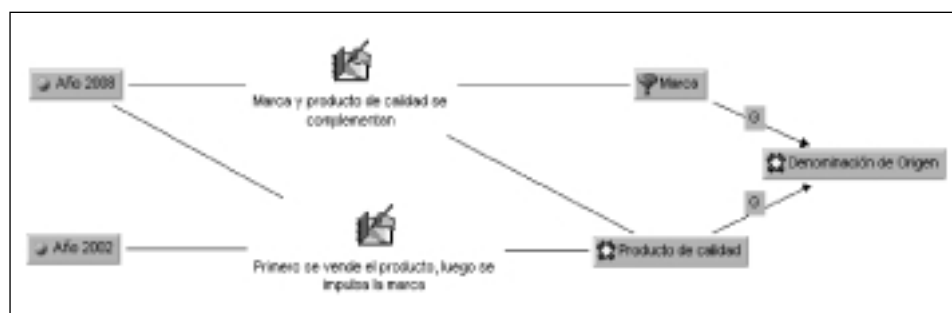 Año 2008
Marca y producto de calidad se
complementan
Marca
Denominación de Origen
Año 2002
Primero se vende el producto, luego se
impulsa la marca
Producto de calidad